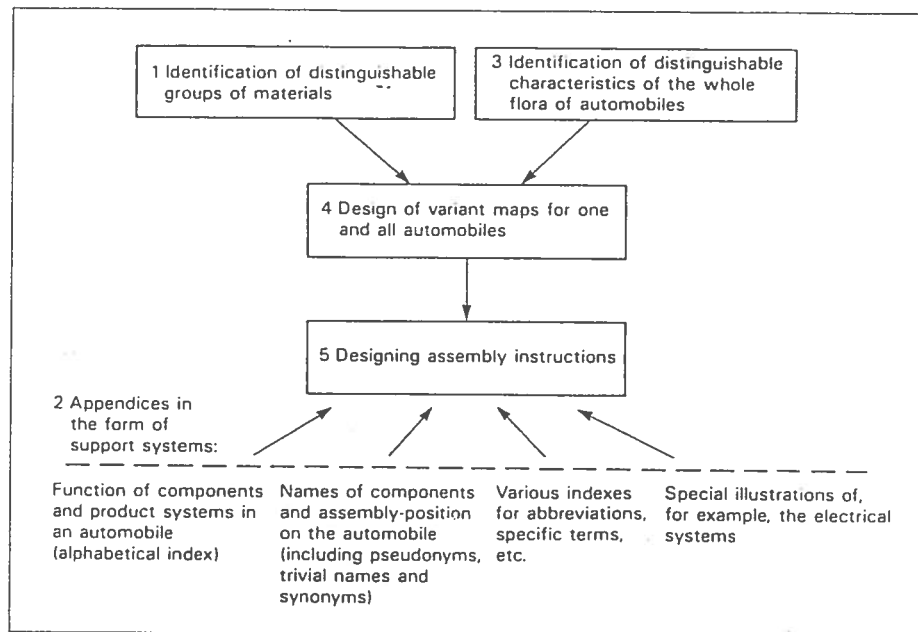 1 Identification of distinguishable
groups of materials
3 Identification of distinguishable
characteristics of the whole
flora of automobiles
4 Design of variant maps for one
and all automobiles
5 Designing assembly instructions
2 Appendices in
the form of
support systems:
Function of components
and product systems in
an automobile
(alphabetical index)
Names of components
and assembly-position
on the automobile
(including pseudonyms,
trivial names and
synonyms)
Various indexes
for abbreviations,
specific terms,
etc.
Special illustrations of,
for example, the electrical
systems